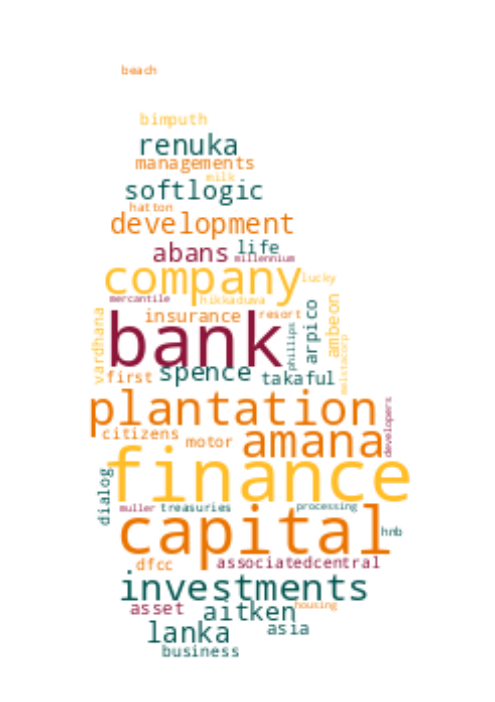 beach
bimputh
renuka
managements
milk
softlogic
hatton
development
abans life
millennium
company lucky
mercantile hikkaduwa
vardhana bank insurance resort phillips arpico ambeon
melstacorp
first spence takaful
plantation developers
citizens motor amana
finance
dialog muller treasuries processing
capital hnb
dfcc associatedcentral
investments
asset aitken housing
lanka asia
business